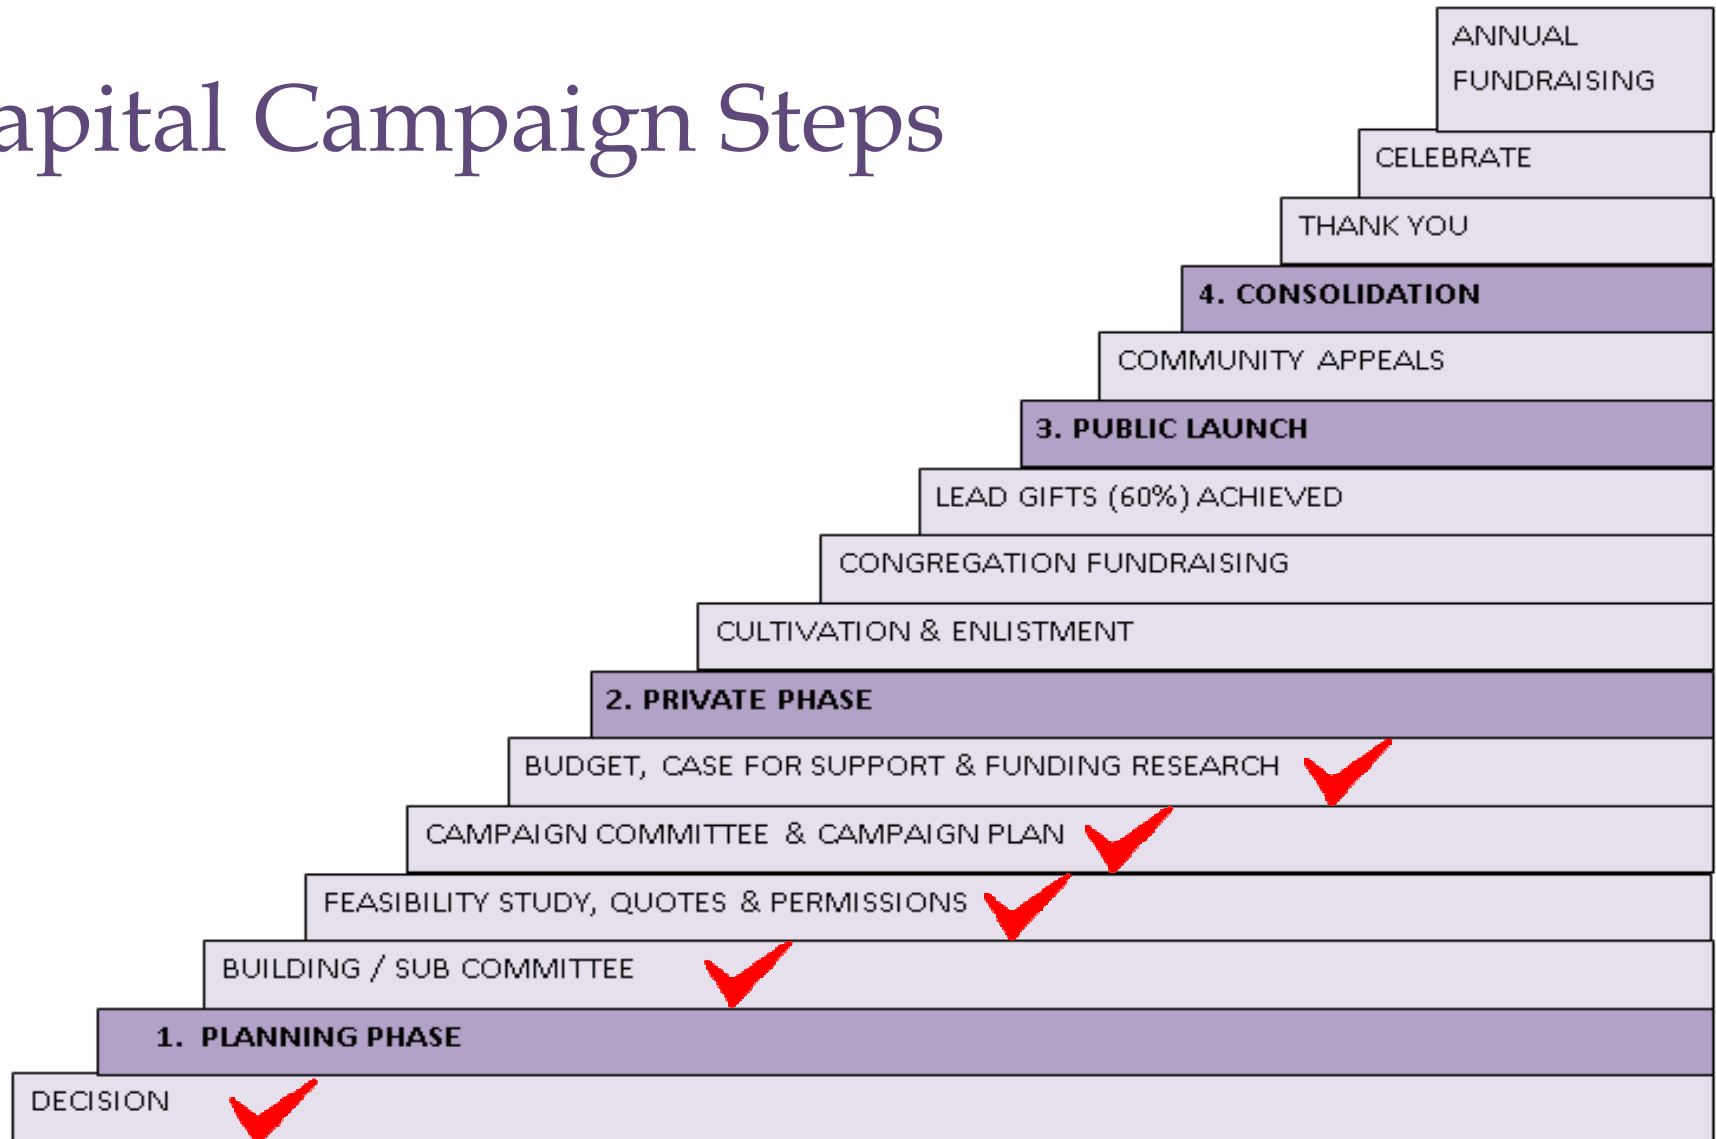 apital Campaign Steps
ANNUAL
FUNDRAISING
CELEBRATE
THANK YOU
4. CONSOLIDATION
COMMUNITY APPEALS
3. PUBLIC LAUNCH
LEAD GIFTS (60%) ACHIEVED
CONGREGATION FUNDRAISING
CULTIVATION & ENLISTMENT
2. PRIVATE PHASE
BUDGET, CASE FOR SUPPORT & FUNDING RESEARCH
CAMPAIGN COMMITTEE & CAMPAIGN PLAN
FEASIBILITY STUDY, QUOTES & PERMISSIONS
BUILDING / SUB COMMITTEE
1. PLANNING PHASE
DECISION